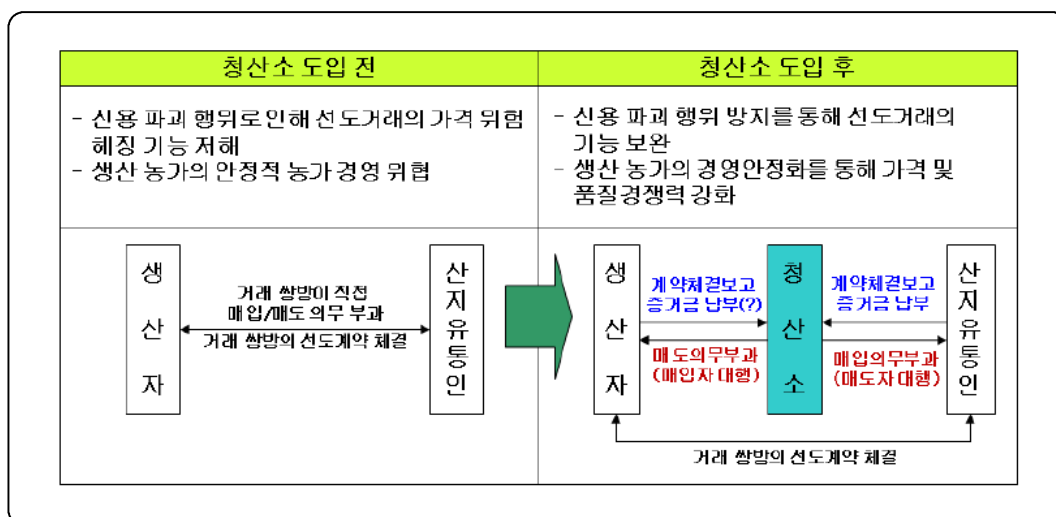 청산소 도입 전
청산소 도입 후
- 신용 파괴 행위로 인해 선도거래의 가격 위험
헤징 기능 저해
- 생산 농가의 안정적 농가 경영 위협
- 신용 파괴 행위 방지를 통해 선도거래의
기능 보완
- 생산 농가의 경영안정화를 통해 가격 및
품질경쟁력 강화
생산자
거래 쌍방이 직접
매입/매도 의무 부과
거래 쌍방의 선도계약 체결
산지유통인
생산자
계약체결보고
증거금 납부(?)
매도의무부과
(매입자 대행)
청산소
계약체결보고
증거금 납부
매입의무부과
(매도자 대행)
산지유통인
거래 쌍방의 선도계약 체결